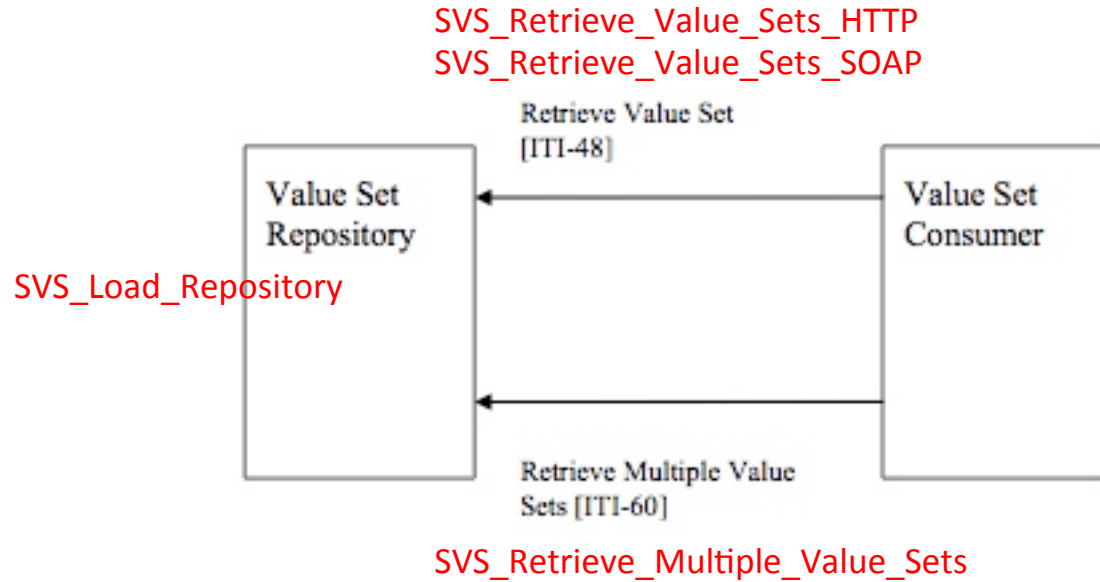 SVS_Retrieve_Value_Sets_HTTP
SVS_Retrieve_Value_Sets_SOAP
Retrieve Value Set
[ITI-48]
Value Set
Repository
Value Set
Consumer
SVS_Load_Repository
Retrieve Multiple Value
Sets [ITI-60]
SVS_Retrieve_Multiple_Value_Sets